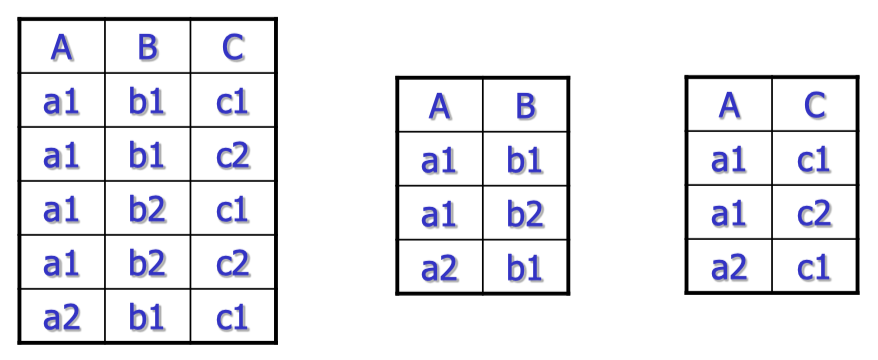 A B C
a1 b1 c1
a1 b1 c2
a1 b2 c1
a1 b2 c2
a2 b1 c1
A B
a1 b1
a1 b2
a2 b1
A C
a1 c1
a1 c2
a2 c1